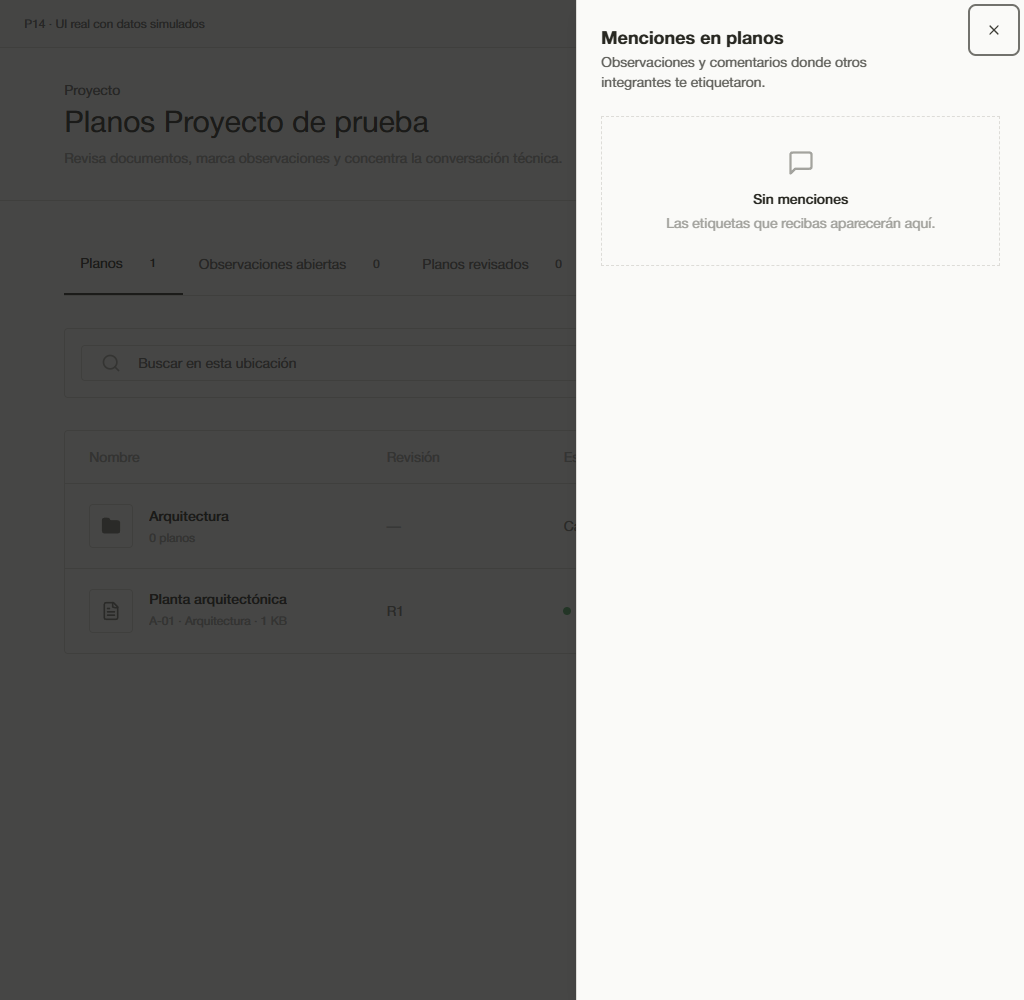 P14 · UI real con datos simulados
Proyecto
Planos Proyecto de prueba
Revisa documentos, marca observaciones y concentra la conversación técnica.
Planos 1 Observaciones abiertas 0 Planos revisados 0
Buscar en esta ubicación
Nombre Revisión
Arquitectura —
0 planos
Planta arquitectónica R1
A-01 · Arquitectura · 1 KB
Menciones en planos
Observaciones y comentarios donde otros
integrantes te etiquetaron.
Sin menciones
Las etiquetas que recibas aparecerán aquí.